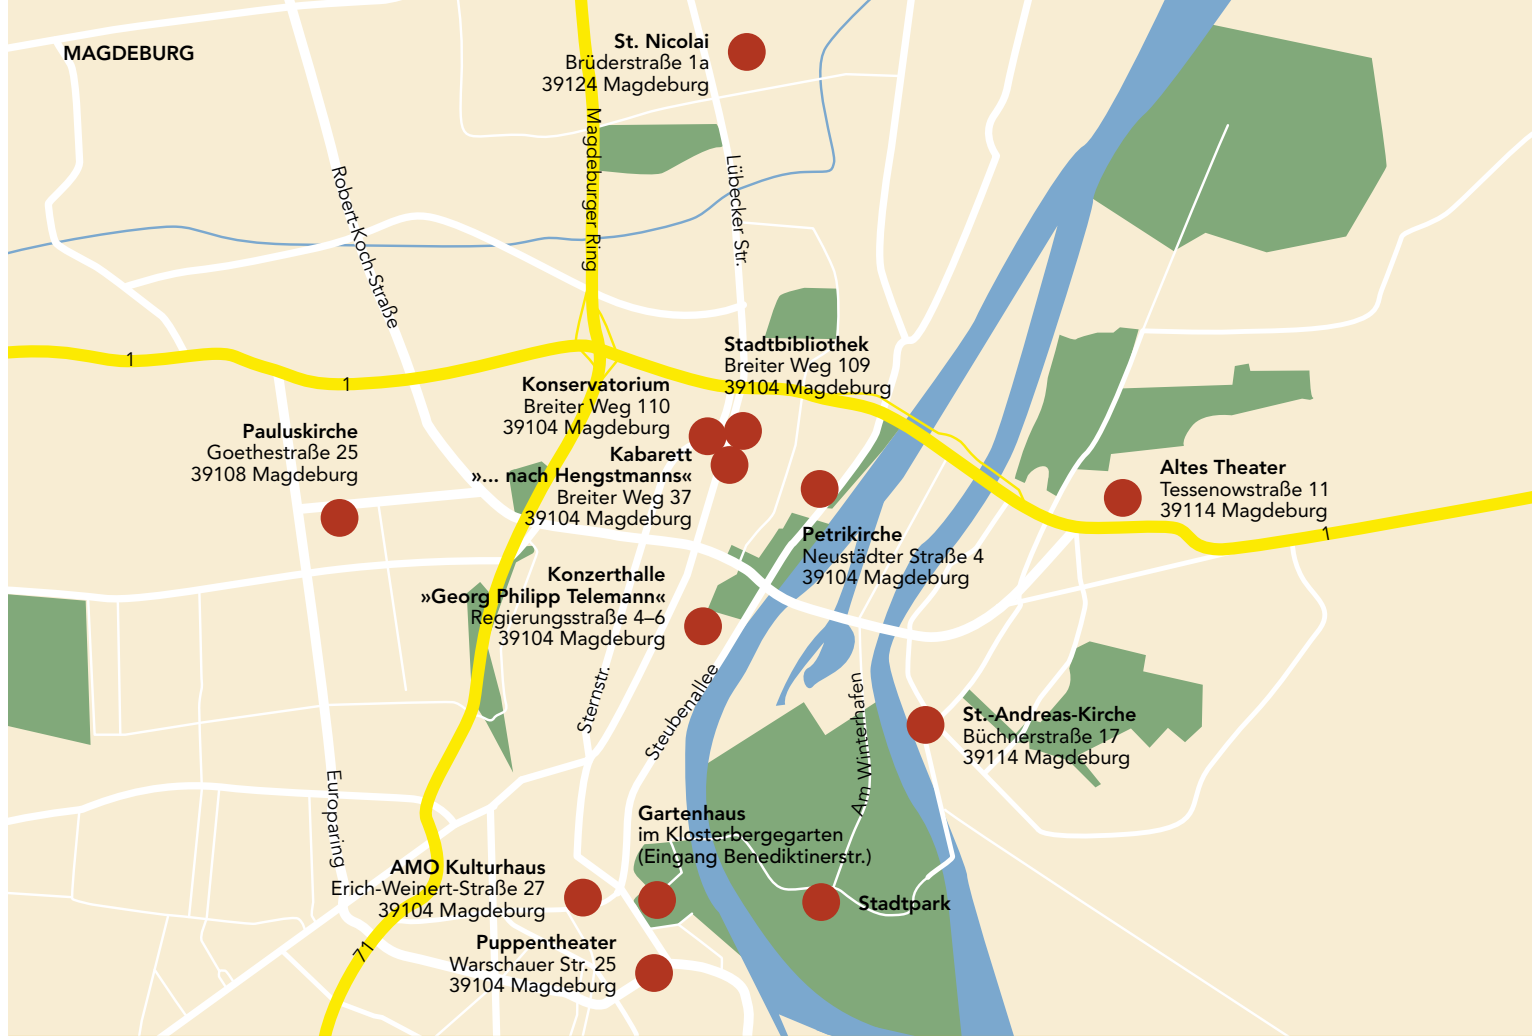 MAGDEBURG
St. Nicolai
Brüderstraße 1a
39124 Magdeburg
Magdeburger Ring
Lübecker Str.
Robert-Koch-Straße
1
1
Stadtbibliothek
Breiter Weg 109
39104 Magdeburg
Konservatorium
Breiter Weg 110
39104 Magdeburg
Pauluskirche
Goethestraße 25
39108 Magdeburg
Kabarett
»... nach Hengstmanns«
Breiter Weg 37
39104 Magdeburg
Altes Theater
Tessenowstraße 11
39114 Magdeburg
1
Petrikirche
Neustädter Straße 4
39104 Magdeburg
Konzerthalle
»Georg Philipp Telemann«
Regierungsstraße 4–6
39104 Magdeburg
Sternstr.
Steubenallee
Am Winterhafen
St.-Andreas-Kirche
Büchnerstraße 17
39114 Magdeburg
Europaring
Gartenhaus
im Klosterbergegarten
(Eingang Benediktinerstr.)
AMO Kulturhaus
Erich-Weinert-Straße 27
39104 Magdeburg
Stadtpark
71
Puppentheater
Warschauer Str. 25
39104 Magdeburg